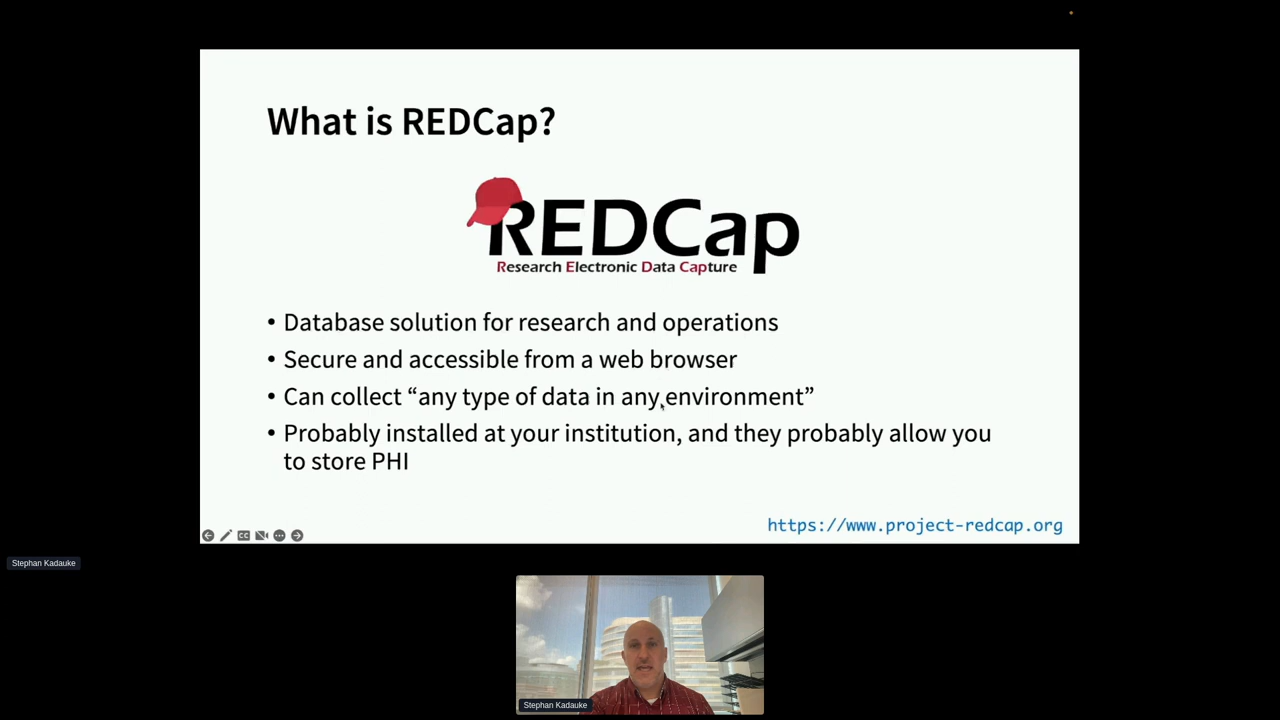 What is REDCap?
REDCap
Research Electronic Data Capture
• Database solution for research and operations
• Secure and accessible from a web browser
• Can collect “any type of data in any environment”
• Probably installed at your institution, and they probably allow you
to store PHI
https://www.project-redcap.org
CC
Stephan Kadauke
Stephan Kadauke